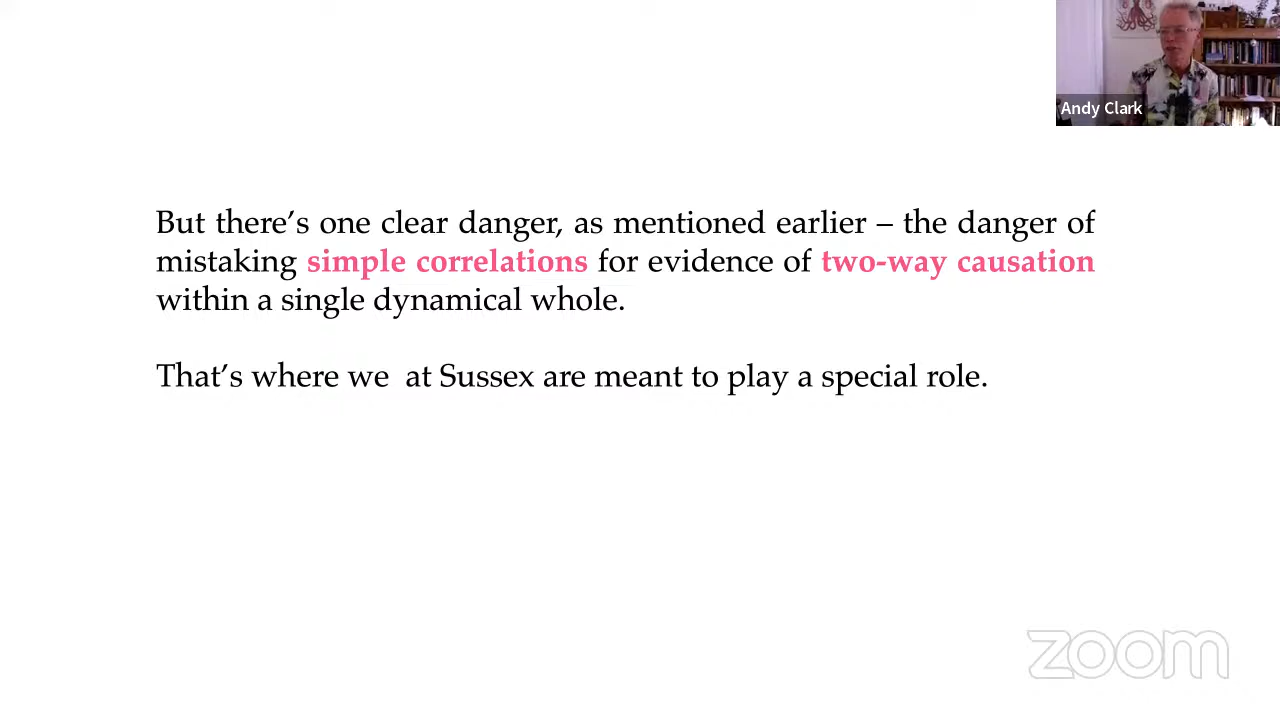 Andy Clark
But there’s one clear danger, as mentioned earlier – the danger of
mistaking simple correlations for evidence of two-way causation
within a single dynamical whole.
That’s where we  at Sussex are meant to play a special role.
zoom